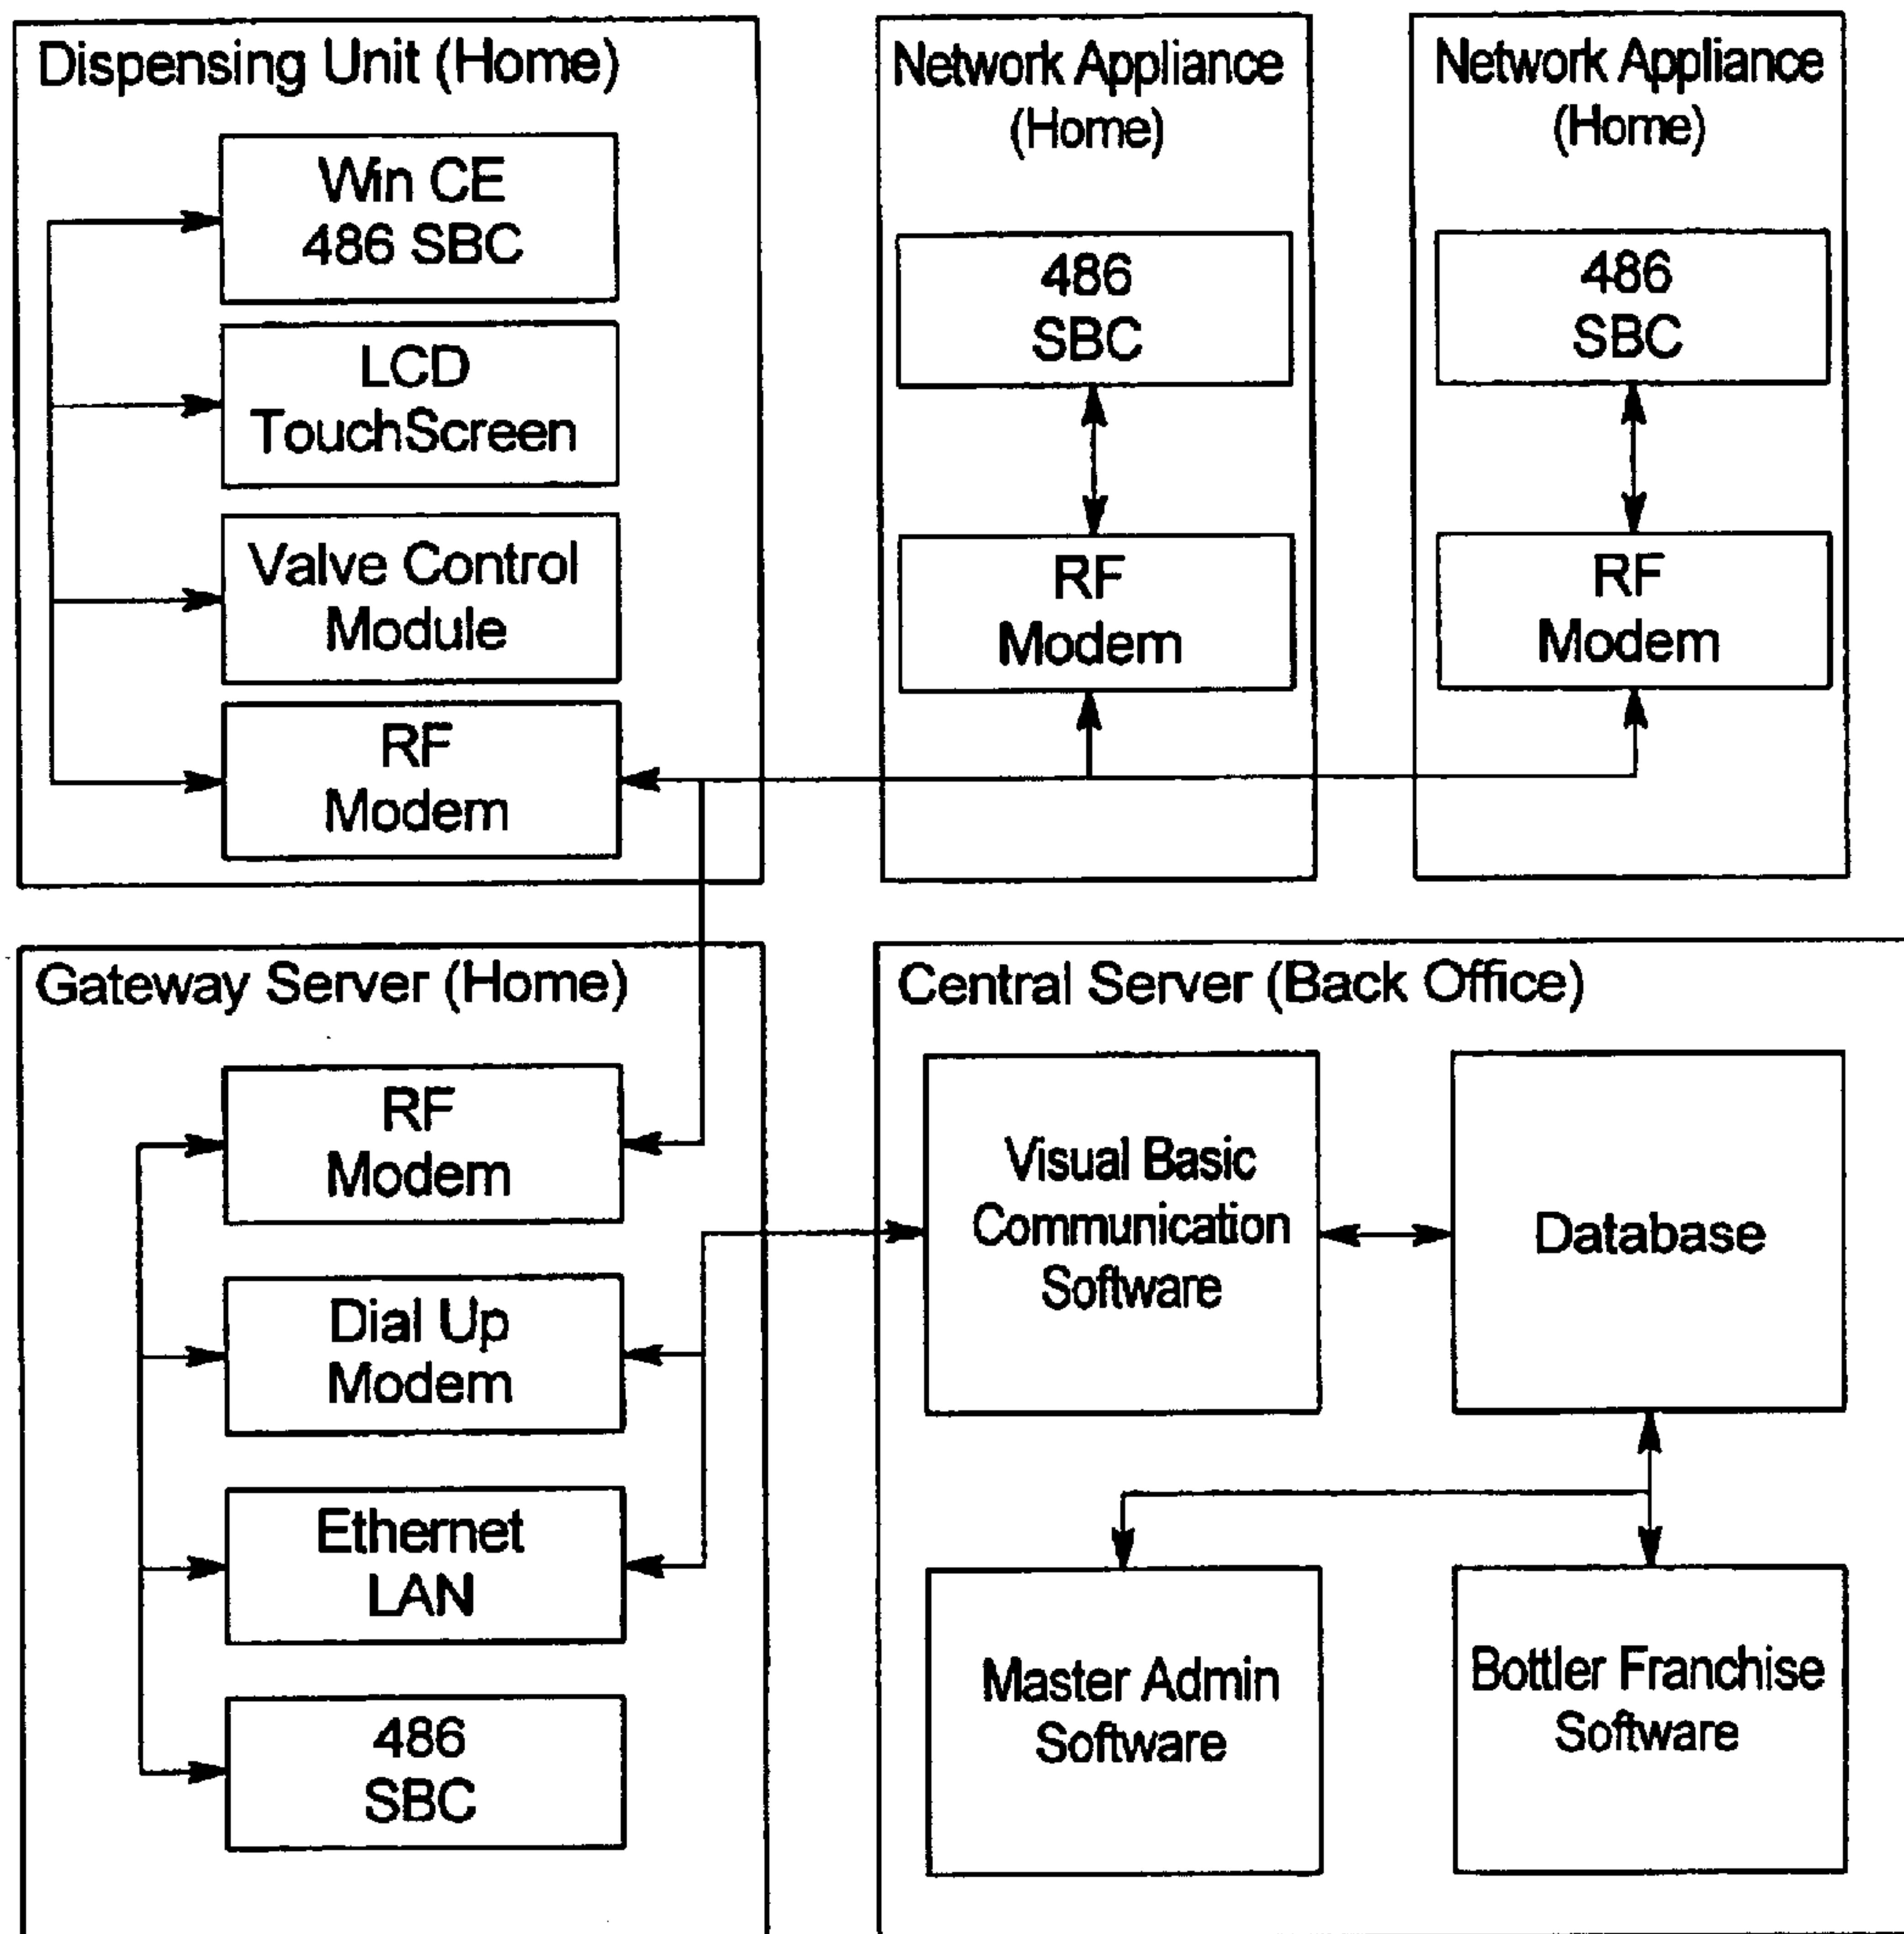 Dispensing Unit (Home)
Win CE
486 SBC
LCD
TouchScreen
Valve Control
Module
RF
Modem
Network Appliance
(Home)
486
SBC
RF
Modem
Network Appliance
(Home)
486
SBC
RF
Modem
Gateway Server (Home)
RF
Modem
Dial Up
Modem
Ethernet
LAN
486
SBC
Central Server (Back Office)
Visual Basic
Communication
Software
Database
Master Admin
Software
Bottler Franchise
Software